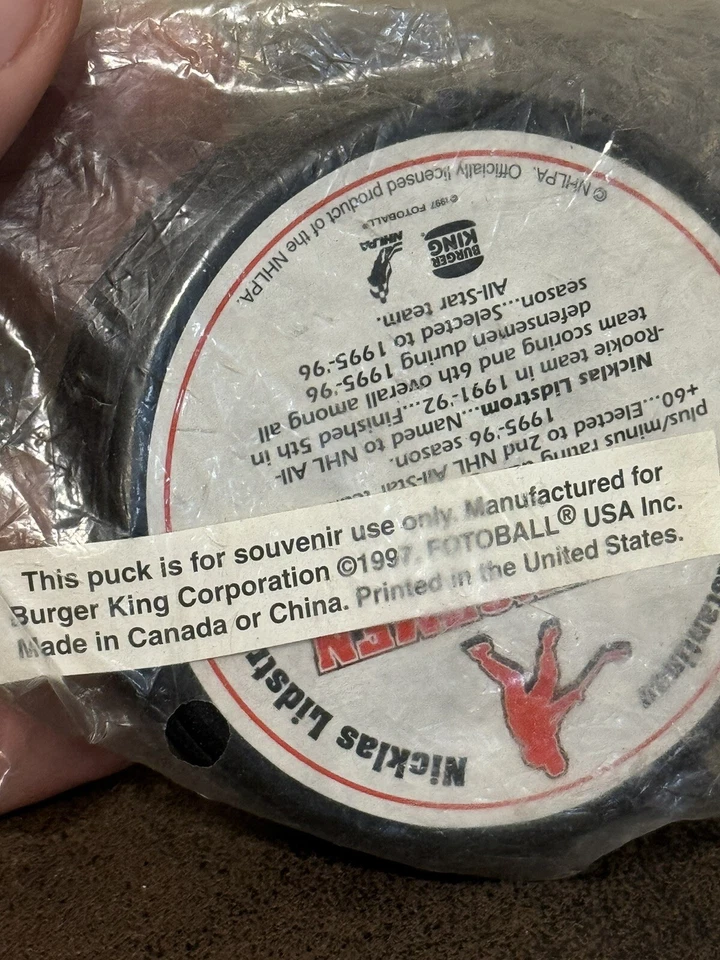 This puck is for souvenir use only. Manufactured for
Burger King Corporation ©1997. FOTOBALL® USA Inc.
Made in Canada or China. Printed in the United States.
Nicklas Lidstr
SEMEN
plus/minus rating
+60...Elected to 2nd NHL All-Star
1995-'96 season.
Nicklas Lidstrom...Named to NHL All-
-Rookie team in 1991-92...Finished 5th in
team scoring and 6th overall among all
defensemen during 1995-'96
season...Selected to 1995-'96
All-Star team.
BURGER
KING
NHLPA
©1997 FOTOBALL®
© NHLPA. Officially licensed product of the NHLPA.